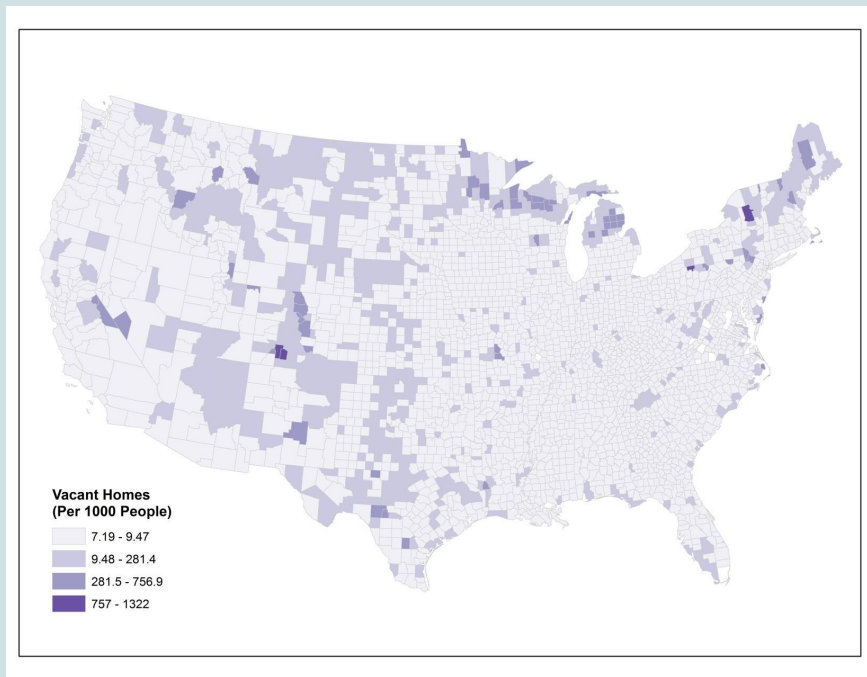 Vacant Homes
(Per 1000 People)
7.19 - 9.47
9.48 - 281.4
281.5 - 756.9
757 - 1322